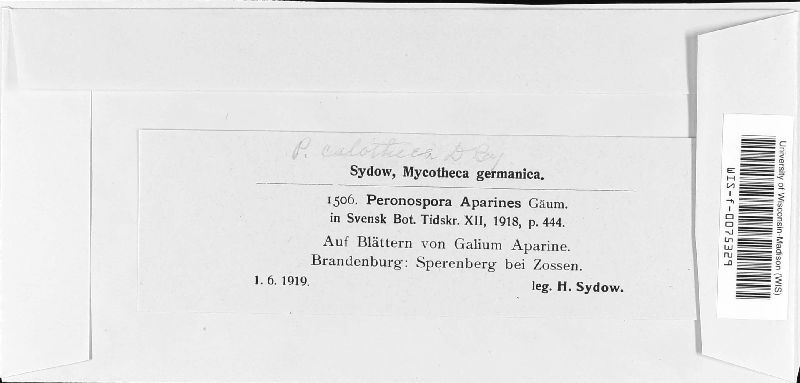 P. calotheca D By
Sydow, Mycotheca germanica.
1506. Peronospora Aparines Gäum.
in Svensk Bot. Tidskr. XII, 1918, p. 444.
Auf Blättern von Galium Aparine.
Brandenburg: Sperenberg bei Zossen.
1. 6. 1919. leg. H. Sydow.
University of Wisconsin-Madison (WIS)
WIS-f-0075329